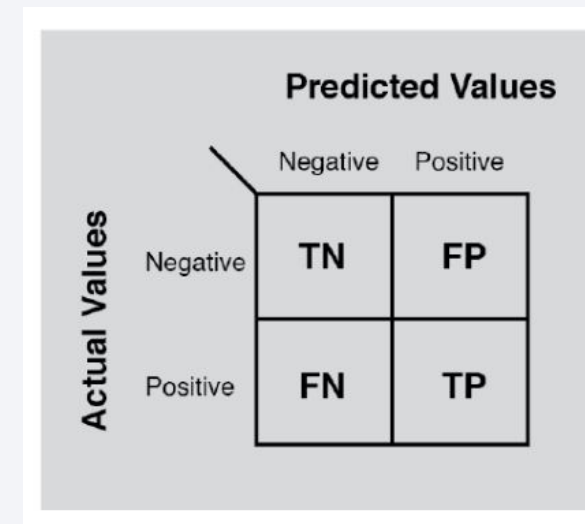 Predicted Values
Negative Positive
Actual Values
Negative TN FP
Positive FN TP